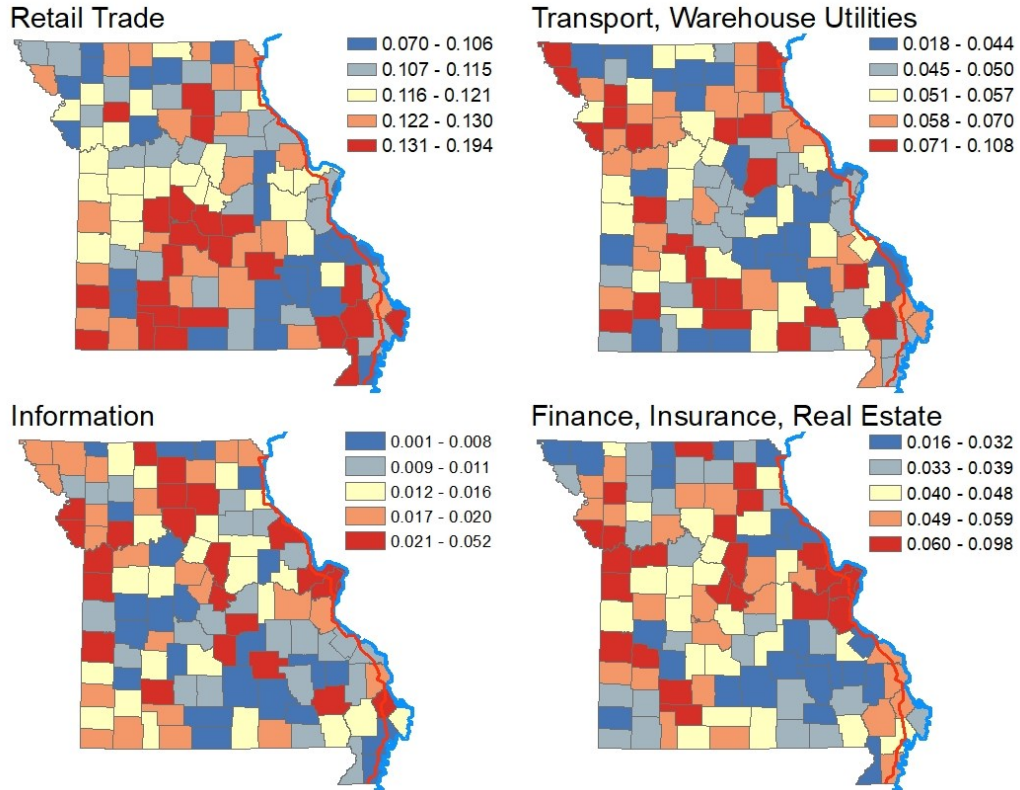 Retail Trade
0.070 - 0.106
0.107 - 0.115
0.116 - 0.121
0.122 - 0.130
0.131 - 0.194
Transport, Warehouse Utilities
0.018 - 0.044
0.045 - 0.050
0.051 - 0.057
0.058 - 0.070
0.071 - 0.108
Information
0.001 - 0.008
0.009 - 0.011
0.012 - 0.016
0.017 - 0.020
0.021 - 0.052
Finance, Insurance, Real Estate
0.016 - 0.032
0.033 - 0.039
0.040 - 0.048
0.049 - 0.059
0.060 - 0.098